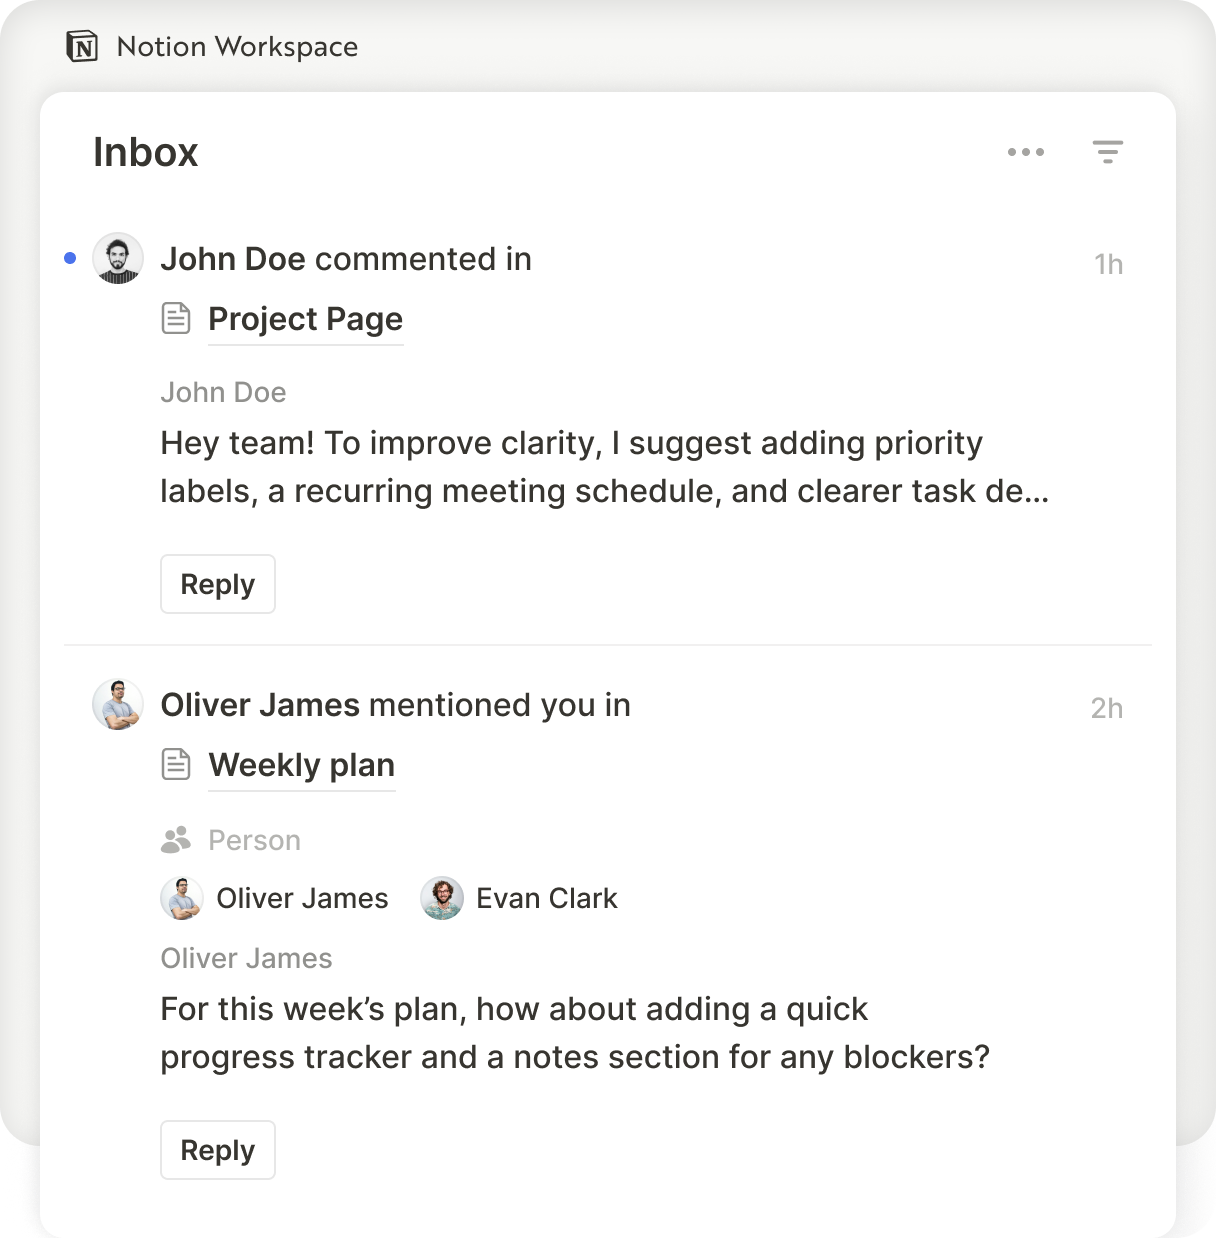 Notion Workspace
Inbox
John Doe commented in
1h
Project Page
John Doe
Hey team! To improve clarity, I suggest adding priority
labels, a recurring meeting schedule, and clearer task de...
Reply
Oliver James mentioned you in
2h
Weekly plan
Person
Oliver James Evan Clark
Oliver James
For this week’s plan, how about adding a quick
progress tracker and a notes section for any blockers?
Reply